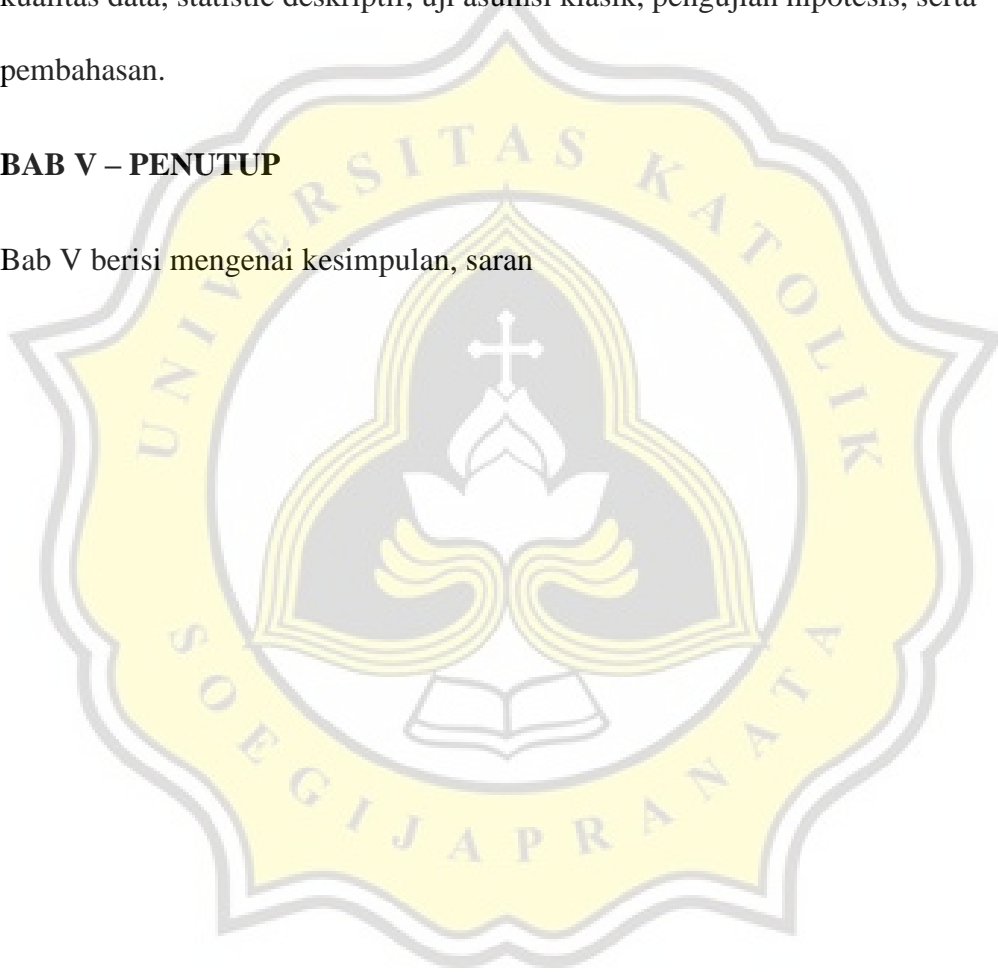 kualitas data, statistic deskriptif, uji asumsi klasik, pengujian hipotesis, serta
pembahasan.
BAB V – PENUTUP
Bab V berisi mengenai kesimpulan, saran
UNIVERSITAS KATOLIK
SOEGIJAPRANATA